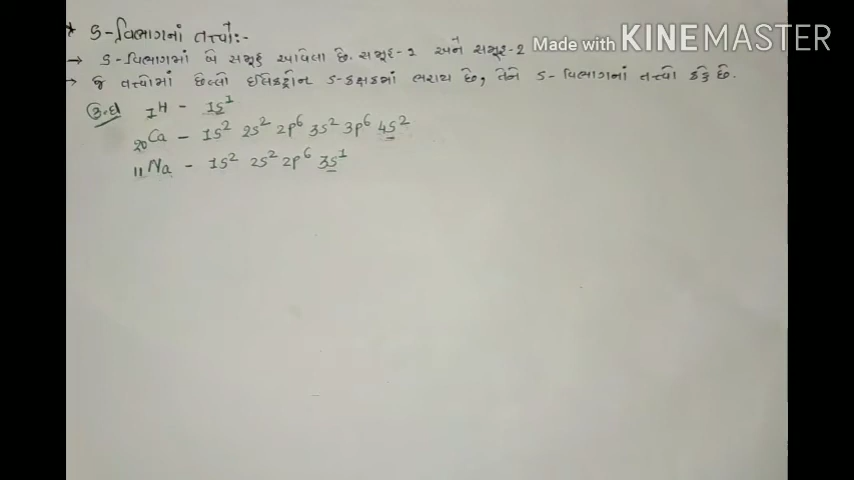 * S-વિભાગનાં તત્ત્વો:-
→ S-વિભાગમાં બે સમૂહ આવેલા છે. સમૂહ-1 અને સમૂહ-2
→ જે તત્ત્વોમાં છેલ્લો ઈલેક્ટ્રોન S-કક્ષકમાં ભરાય છે, તેને S-વિભાગનાં તત્ત્વો કહે છે.
ઉ.દા 1H - 1s¹
20Ca - 1s² 2s² 2p⁶ 3s² 3p⁶ 4s²
11Na - 1s² 2s² 2p⁶ 3s¹
Made with KINEMASTER